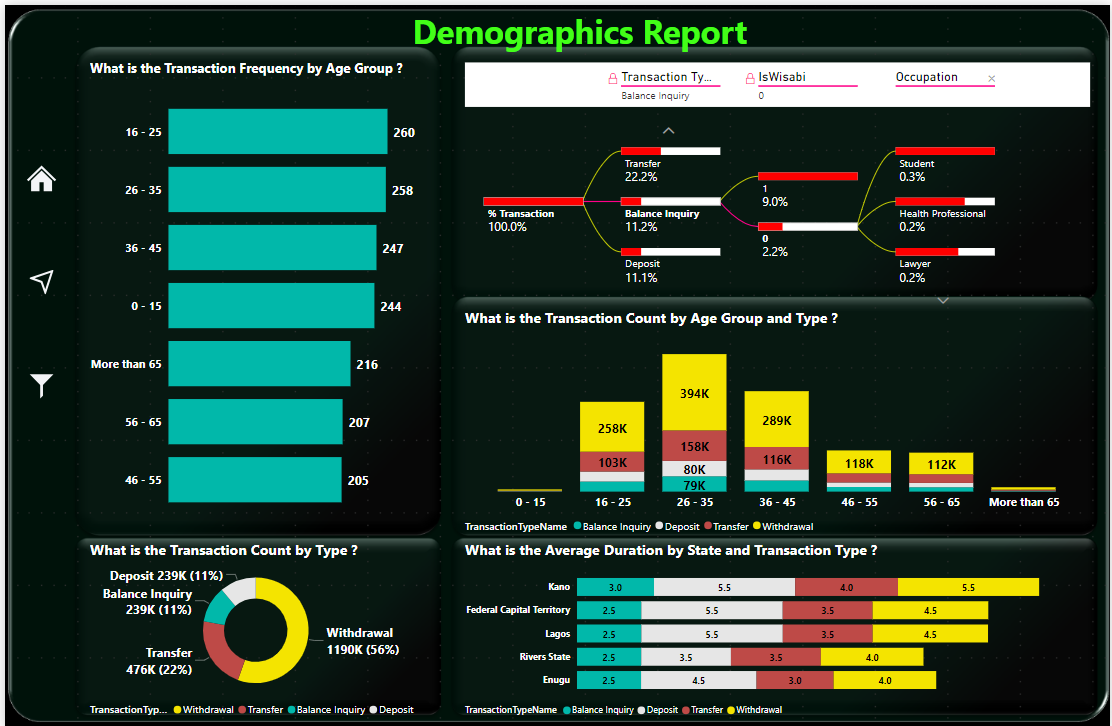 Demographics Report
What is the Transaction Frequency by Age Group ?
16 - 25 260
26 - 35 258
36 - 45 247
0 - 15 244
More than 65 216
56 - 65 207
46 - 55 205
Transaction Ty... IsWisabi Occupation
Balance Inquiry 0
Transfer
22.2%
% Transaction
100.0%
Balance Inquiry
11.2%
Deposit
11.1%
1
9.0%
0
2.2%
Student
0.3%
Health Professional
0.2%
Lawyer
0.2%
What is the Transaction Count by Age Group and Type ?
258K 394K 289K 118K 112K
103K 158K 116K
80K
79K
0 - 15 16 - 25 26 - 35 36 - 45 46 - 55 56 - 65 More than 65
TransactionTypeName Balance Inquiry Deposit Transfer Withdrawal
What is the Transaction Count by Type ?
Deposit 239K (11%)
Balance Inquiry
239K (11%)
Transfer
476K (22%)
Withdrawal
1190K (56%)
TransactionTyp... Withdrawal Transfer Balance Inquiry Deposit
What is the Average Duration by State and Transaction Type ?
Kano 3.0 5.5 4.0 5.5
Federal Capital Territory 2.5 5.5 3.5 4.5
Lagos 2.5 5.5 3.5 4.5
Rivers State 2.5 3.5 3.5 4.0
Enugu 2.5 4.5 3.0 4.0
TransactionTypeName Balance Inquiry Deposit Transfer Withdrawal